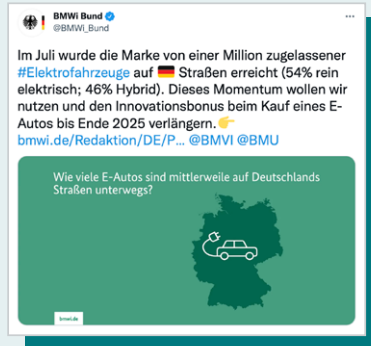 BMWi Bund
@BMWi_Bund
Im Juli wurde die Marke von einer Million zugelassener
#Elektrofahrzeuge auf 🇩🇪 Straßen erreicht (54% rein
elektrisch; 46% Hybrid). Dieses Momentum wollen wir
nutzen und den Innovationsbonus beim Kauf eines E-
Autos bis Ende 2025 verlängern.👉
bmwi.de/Redaktion/DE/P... @BMVI @BMU
Wie viele E-Autos sind mittlerweile auf Deutschlands
Straßen unterwegs?
bmwi.de